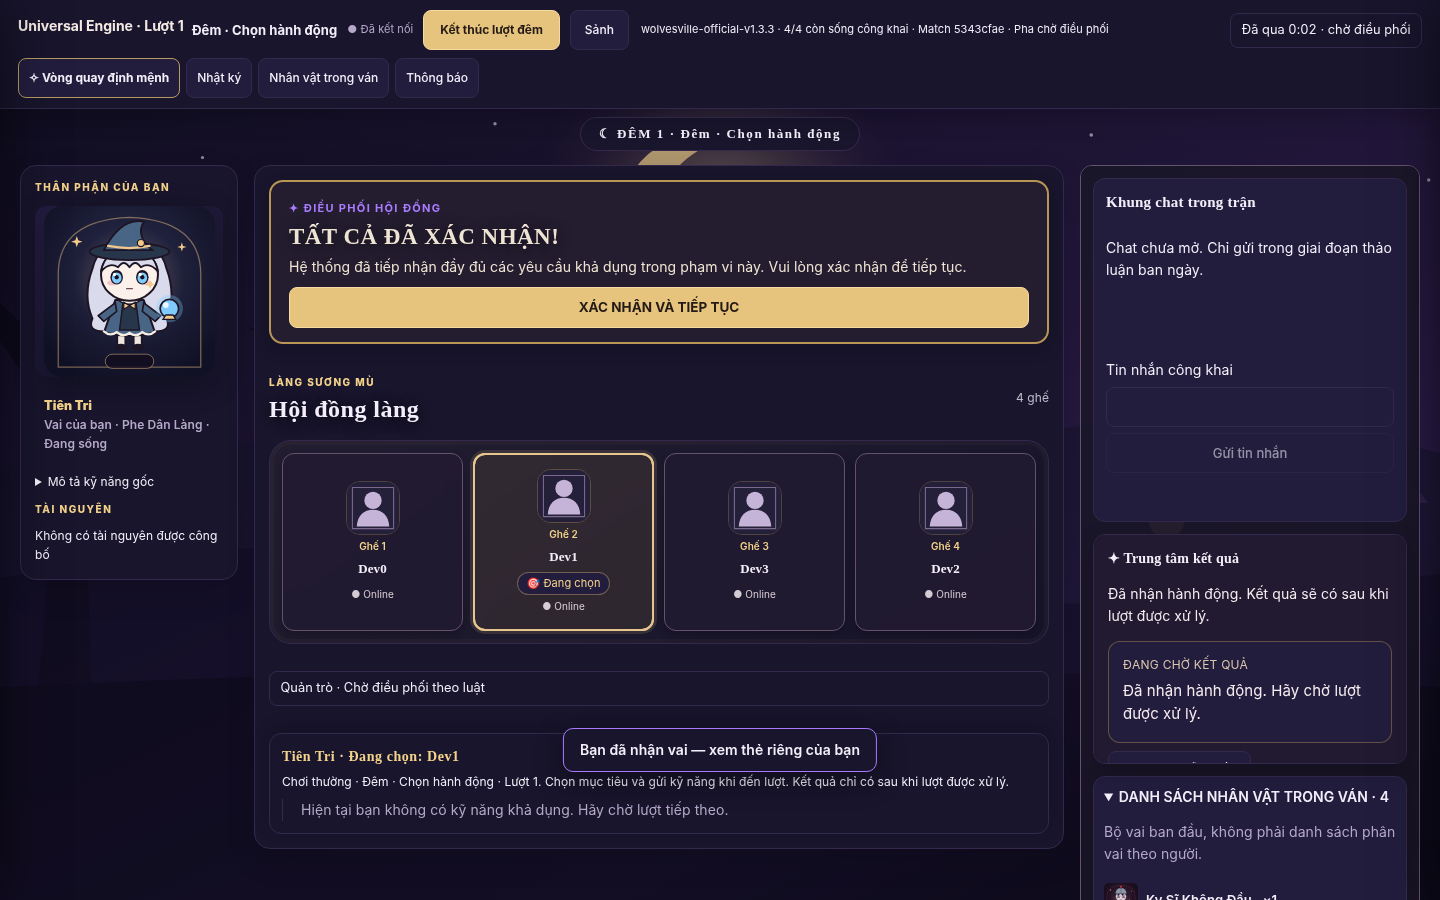 Universal Engine · Lượt 1
Đêm · Chọn hành động
Đã kết nối
Kết thúc lượt đêm
Sảnh
wolvesville-official-v1.3.3 · 4/4 còn sống công khai · Match 5343cfae · Pha chờ điều phối
Đã qua 0:02 · chờ điều phối
✧ Vòng quay định mệnh
Nhật ký
Nhân vật trong ván
Thông báo
☾ ĐÊM 1 · Đêm · Chọn hành động
THÂN PHẬN CỦA BẠN
Tiên Tri
Vai của bạn · Phe Dân Làng ·
Đang sống
Mô tả kỹ năng gốc
TÀI NGUYÊN
Không có tài nguyên được công
bố
✦ ĐIỀU PHỐI HỘI ĐỒNG
TẤT CẢ ĐÃ XÁC NHẬN!
Hệ thống đã tiếp nhận đầy đủ các yêu cầu khả dụng trong phạm vi này. Vui lòng xác nhận để tiếp tục.
XÁC NHẬN VÀ TIẾP TỤC
LÀNG SƯƠNG MÙ
Hội đồng làng
4 ghế
Ghế 1
Dev0
Online
Ghế 2
Dev1
🎯 Đang chọn
Online
Ghế 3
Dev3
Online
Ghế 4
Dev2
Online
Quản trò · Chờ điều phối theo luật
Bạn đã nhận vai — xem thẻ riêng của bạn
Tiên Tri · Đang chọn: Dev1
Chơi thường · Đêm · Chọn hành động · Lượt 1. Chọn mục tiêu và gửi kỹ năng khi đến lượt. Kết quả chỉ có sau khi lượt được xử lý.
Hiện tại bạn không có kỹ năng khả dụng. Hãy chờ lượt tiếp theo.
Khung chat trong trận
Chat chưa mở. Chỉ gửi trong giai đoạn thảo
luận ban ngày.
Tin nhắn công khai
Gửi tin nhắn
✦ Trung tâm kết quả
Đã nhận hành động. Kết quả sẽ có sau khi
lượt được xử lý.
ĐANG CHỜ KẾT QUẢ
Đã nhận hành động. Hãy chờ lượt
được xử lý.
DANH SÁCH NHÂN VẬT TRONG VÁN · 4
Bộ vai ban đầu, không phải danh sách phân
vai theo người.
Kỵ Sĩ Không Đầu ×1